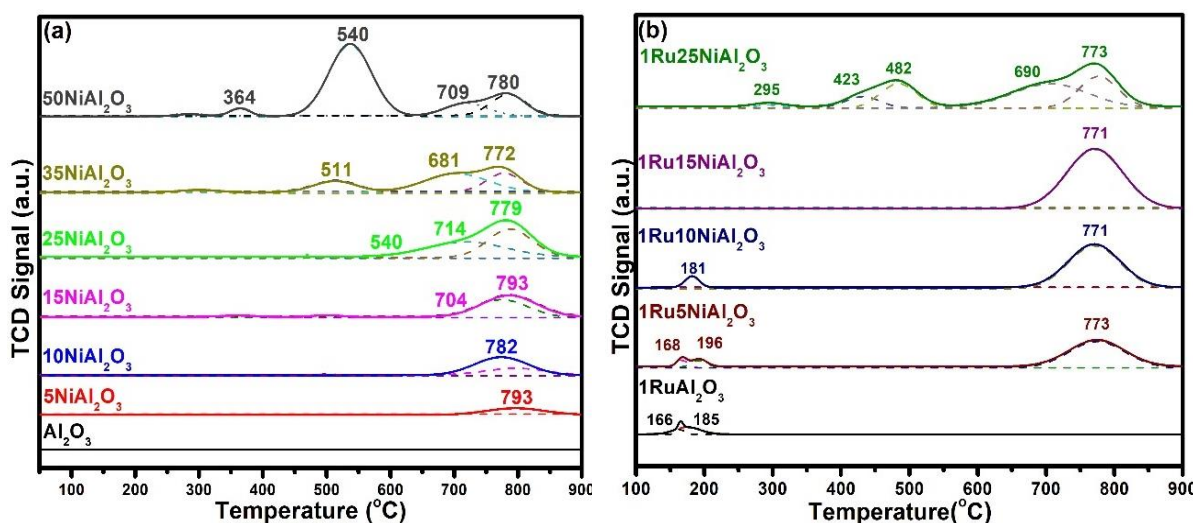 (a)
540
50NiAl₂O₃
364
709
780
35NiAl₂O₃
511
681
772
25NiAl₂O₃
540
714
779
15NiAl₂O₃
704
793
10NiAl₂O₃
782
5NiAl₂O₃
793
Al₂O₃
TCD Signal (a.u.)
100 200 300 400 500 600 700 800 900
Temperature (°C)
(b)
1Ru25NiAl₂O₃
295
423
482
690
773
1Ru15NiAl₂O₃
771
1Ru10NiAl₂O₃
181
771
1Ru5NiAl₂O₃
168
196
773
1RuAl₂O₃
166
185
TCD Signal (a.u.)
100 200 300 400 500 600 700 800 900
Temperature(°C)